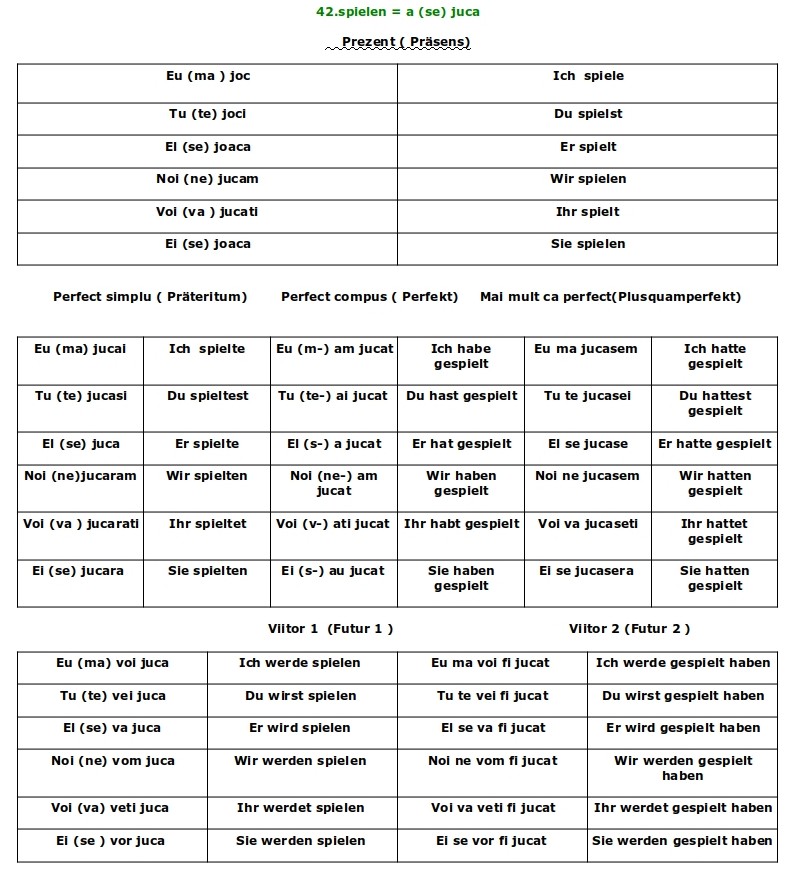 42.spielen = a (se) juca
Prezent ( Präsens)
Eu (ma ) joc Ich spiele
Tu (te) joci Du spielst
El (se) joaca Er spielt
Noi (ne) jucam Wir spielen
Voi (va ) jucati Ihr spielt
Ei (se) joaca Sie spielen
Perfect simplu ( Präteritum) Perfect compus ( Perfekt) Mai mult ca perfect(Plusquamperfekt)
Eu (ma) jucai Ich spielte Eu (m-) am jucat Ich habe Eu ma jucasem Ich hatte
gespielt gespielt
Tu (te) jucasi Du spieltest Tu (te-) ai jucat Du hast gespielt Tu te jucasei Du hattest
gespielt
El (se) juca Er spielte El (s-) a jucat Er hat gespielt El se jucase Er hatte gespielt
Noi (ne)jucaram Wir spielten Noi (ne-) am Wir haben Noi ne jucasem Wir hatten
jucat gespielt gespielt
Voi (va ) jucarati Ihr spieltet Voi (v-) ati jucat Ihr habt gespielt Voi va jucaseti Ihr hattet
gespielt
Ei (se) jucara Sie spielten Ei (s-) au jucat Sie haben Ei se jucasera Sie hatten
gespielt gespielt
Viitor 1 (Futur 1 ) Viitor 2 (Futur 2 )
Eu (ma) voi juca Ich werde spielen Eu ma voi fi jucat Ich werde gespielt haben
Tu (te) vei juca Du wirst spielen Tu te vei fi jucat Du wirst gespielt haben
El (se) va juca Er wird spielen El se va fi jucat Er wird gespielt haben
Noi (ne) vom juca Wir werden spielen Noi ne vom fi jucat Wir werden gespielt
haben
Voi (va) veti juca Ihr werdet spielen Voi va veti fi jucat Ihr werdet gespielt haben
Ei (se ) vor juca Sie werden spielen Ei se vor fi jucat Sie werden gespielt haben